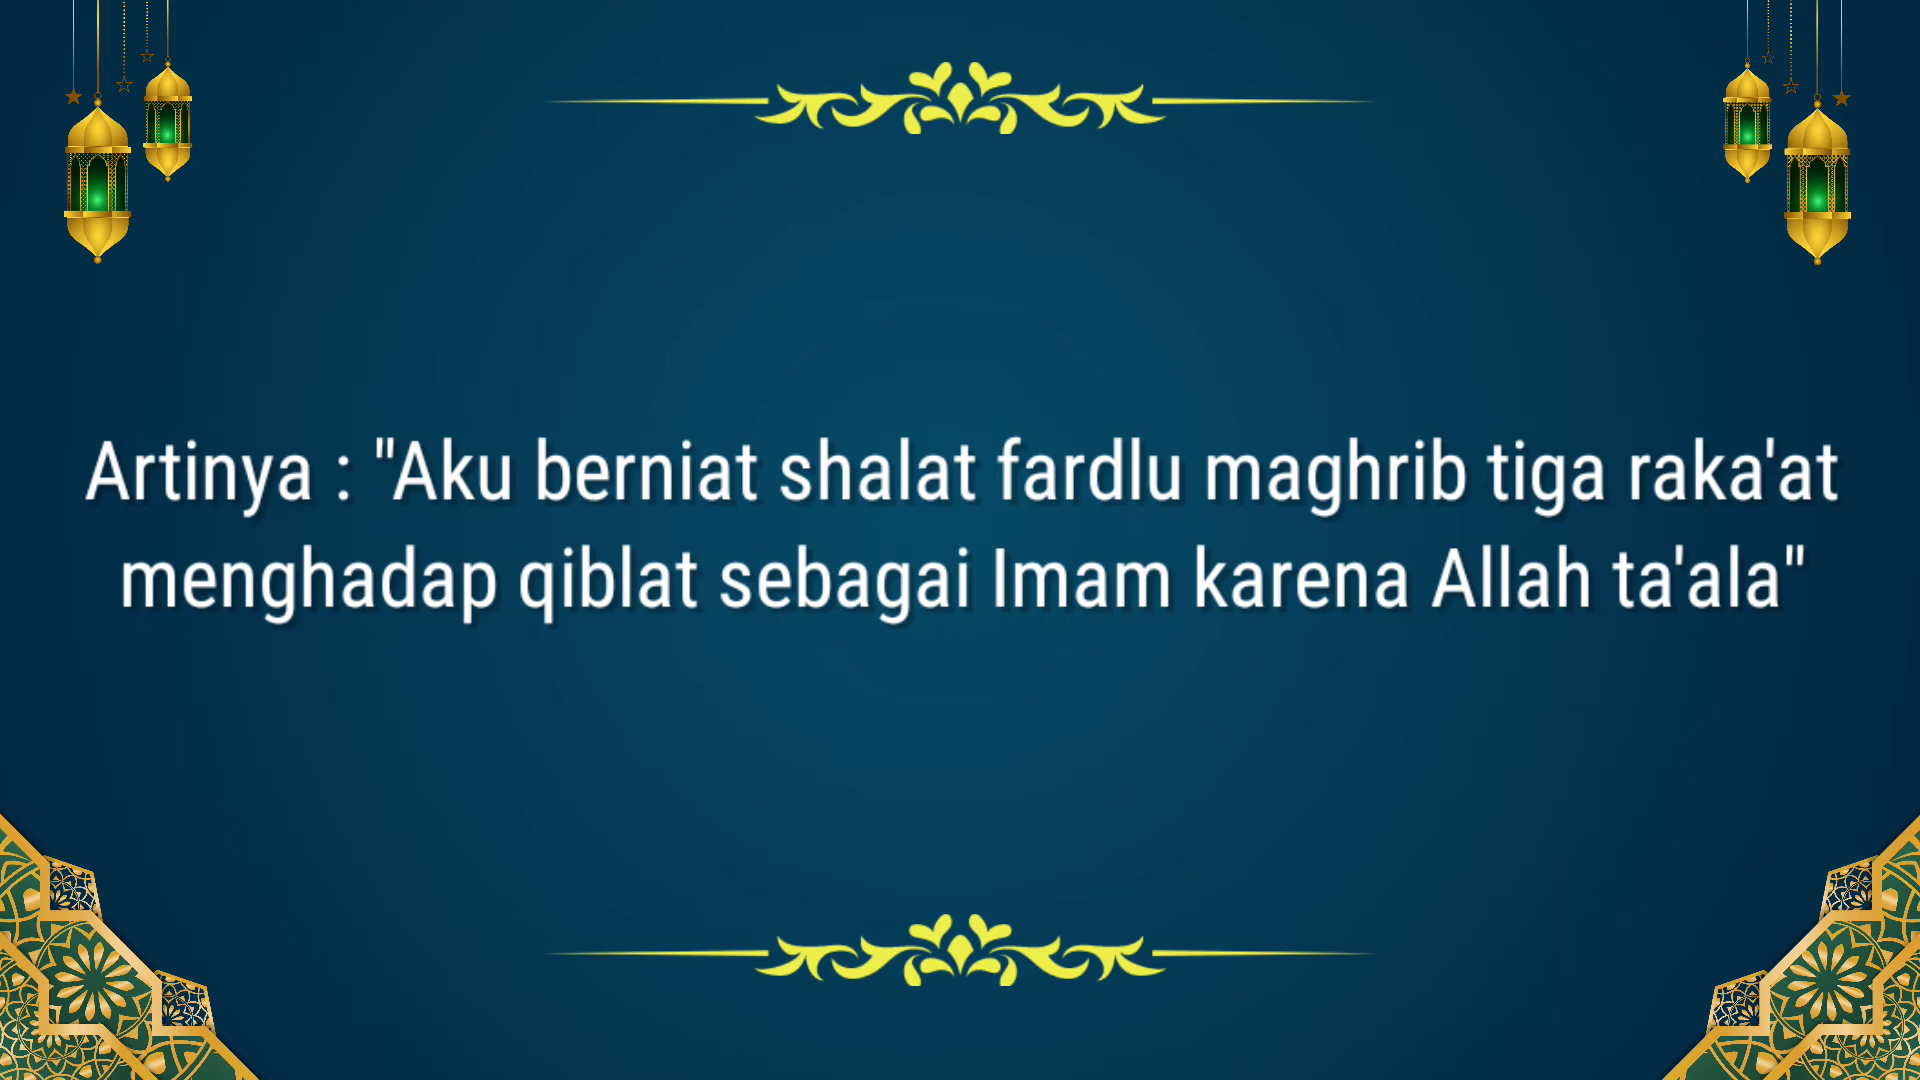 Artinya : "Aku berniat shalat fardlu maghrib tiga raka'at
menghadap qiblat sebagai Imam karena Allah ta'ala"